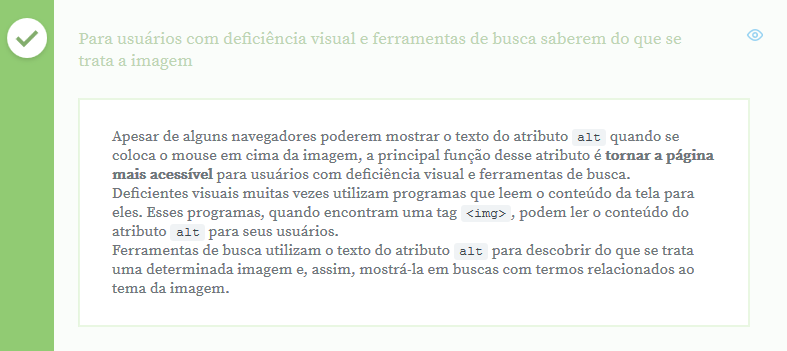 Para usuários com deficiência visual e ferramentas de busca saberem do que se
trata a imagem
Apesar de alguns navegadores poderem mostrar o texto do atributo alt quando se
coloca o mouse em cima da imagem, a principal função desse atributo é tornar a página
mais acessível para usuários com deficiência visual e ferramentas de busca.
Deficientes visuais muitas vezes utilizam programas que leem o conteúdo da tela para
eles. Esses programas, quando encontram uma tag <img>, podem ler o conteúdo do
atributo alt para seus usuários.
Ferramentas de busca utilizam o texto do atributo alt para descobrir do que se trata
uma determinada imagem e, assim, mostrá-la em buscas com termos relacionados ao
tema da imagem.